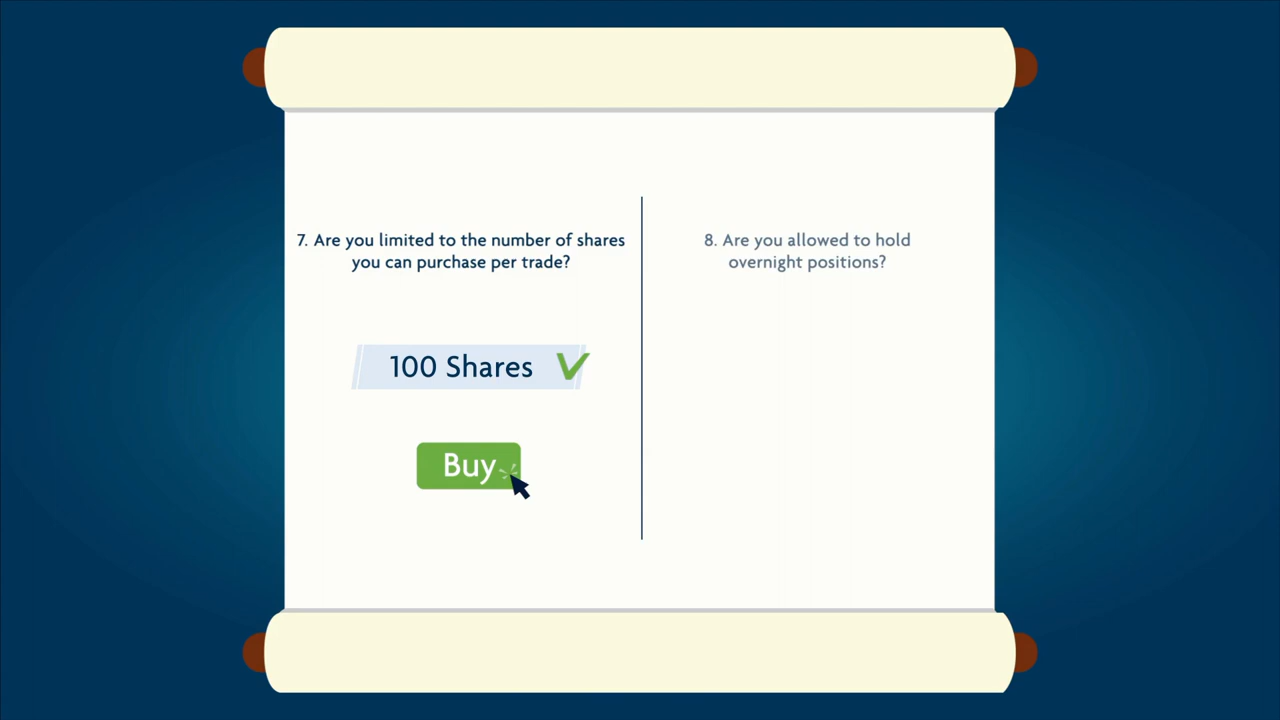 7. Are you limited to the number of shares
you can purchase per trade?
100 Shares
Buy
8. Are you allowed to hold
overnight positions?